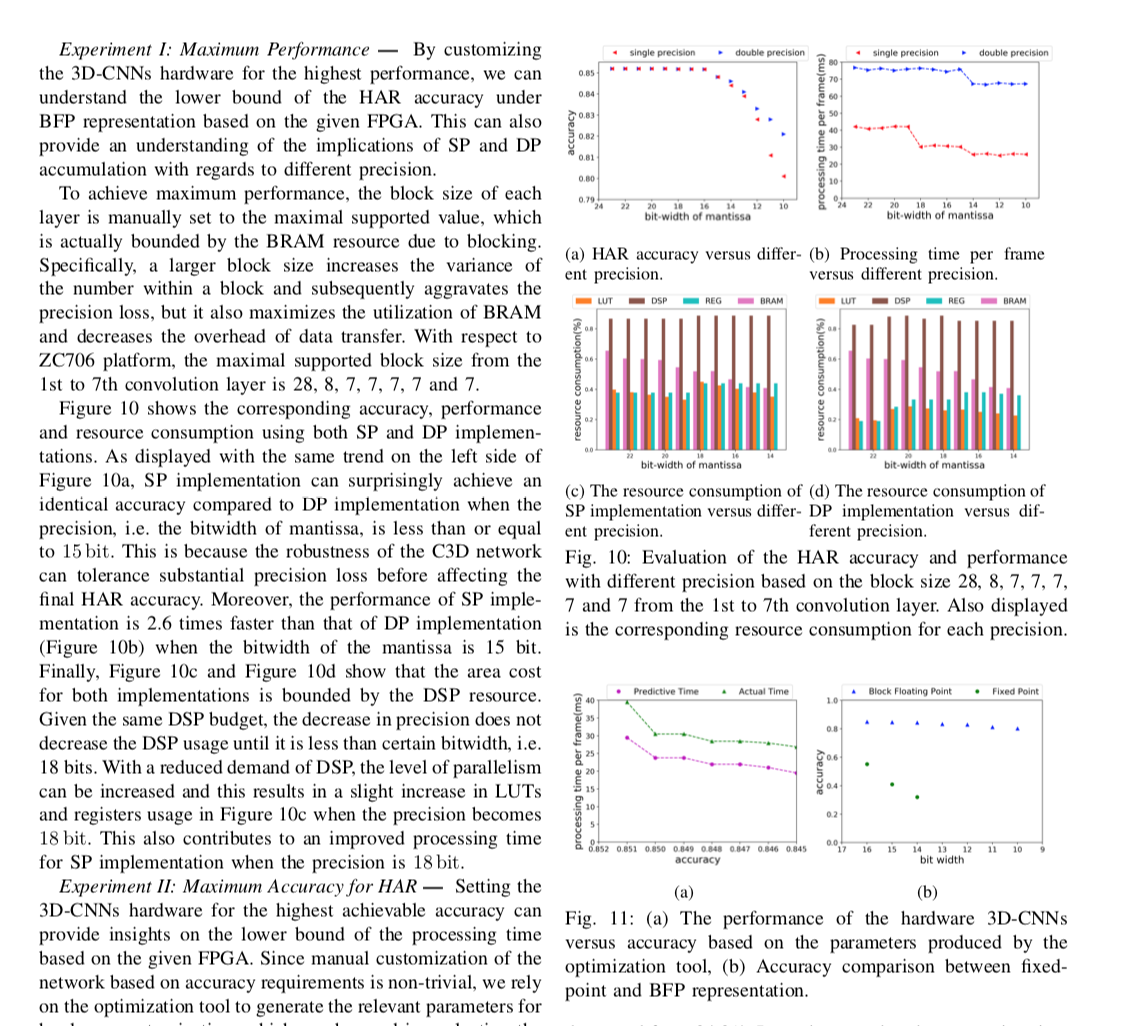 Experiment I: Maximum Performance — By customizing
the 3D-CNNs hardware for the highest performance, we can
understand the lower bound of the HAR accuracy under
BFP representation based on the given FPGA. This can also
provide an understanding of the implications of SP and DP
accumulation with regards to different precision.
To achieve maximum performance, the block size of each
layer is manually set to the maximal supported value, which
is actually bounded by the BRAM resource due to blocking.
Specifically, a larger block size increases the variance of
the number within a block and subsequently aggravates the
precision loss, but it also maximizes the utilization of BRAM
and decreases the overhead of data transfer. With respect to
ZC706 platform, the maximal supported block size from the
1st to 7th convolution layer is 28, 8, 7, 7, 7, 7 and 7.
Figure 10 shows the corresponding accuracy, performance
and resource consumption using both SP and DP implemen-
tations. As displayed with the same trend on the left side of
Figure 10a, SP implementation can surprisingly achieve an
identical accuracy compared to DP implementation when the
precision, i.e. the bitwidth of mantissa, is less than or equal
to 15 bit. This is because the robustness of the C3D network
can tolerance substantial precision loss before affecting the
final HAR accuracy. Moreover, the performance of SP imple-
mentation is 2.6 times faster than that of DP implementation
(Figure 10b) when the bitwidth of the mantissa is 15 bit.
Finally, Figure 10c and Figure 10d show that the area cost
for both implementations is bounded by the DSP resource.
Given the same DSP budget, the decrease in precision does not
decrease the DSP usage until it is less than certain bitwidth, i.e.
18 bits. With a reduced demand of DSP, the level of parallelism
can be increased and this results in a slight increase in LUTs
and registers usage in Figure 10c when the precision becomes
18 bit. This also contributes to an improved processing time
for SP implementation when the precision is 18 bit.
Experiment II: Maximum Accuracy for HAR — Setting the
3D-CNNs hardware for the highest achievable accuracy can
provide insights on the lower bound of the processing time
based on the given FPGA. Since manual customization of the
network based on accuracy requirements is non-trivial, we rely
on the optimization tool to generate the relevant parameters for
single precision double precision
accuracy
0.85
0.84
0.83
0.82
0.81
0.80
0.79
24 22 20 18 16 14 12 10
bit-width of mantissa
single precision double precision
processing time per frame(ms)
80
70
60
50
40
30
20
10
0
24 22 20 18 16 14 12 10
bit-width of mantissa
(a) HAR accuracy versus differ-
ent precision.
(b) Processing time per frame
versus different precision.
LUT DSP REG BRAM
resource consumption(%)
0.8
0.6
0.4
0.2
0.0
22 20 18 16 14
bit-width of mantissa
LUT DSP REG BRAM
resource consumption(%)
0.8
0.6
0.4
0.2
0.0
22 20 18 16 14
bit-width of mantissa
(c) The resource consumption of
SP implementation versus differ-
ent precision.
(d) The resource consumption of
DP implementation versus dif-
ferent precision.
Fig. 10: Evaluation of the HAR accuracy and performance
with different precision based on the block size 28, 8, 7, 7, 7,
7 and 7 from the 1st to 7th convolution layer. Also displayed
is the corresponding resource consumption for each precision.
Predictive Time Actual Time
processing time per frame(ms)
40
35
30
25
20
15
10
5
0
0.852 0.851 0.850 0.849 0.848 0.847 0.846 0.845
accuracy
(a)
Block Floating Point Fixed Point
accuracy
1.0
0.8
0.6
0.4
0.2
0.0
17 16 15 14 13 12 11 10 9
bit width
(b)
Fig. 11: (a) The performance of the hardware 3D-CNNs
versus accuracy based on the parameters produced by the
optimization tool, (b) Accuracy comparison between fixed-
point and BFP representation.